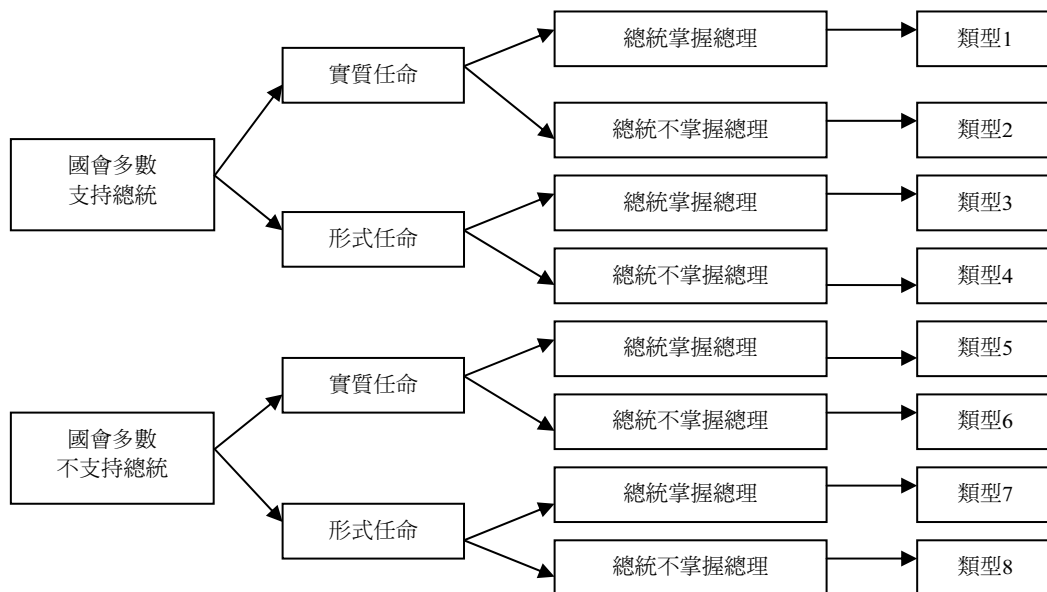 總統掌握總理
類型1
實質任命
總統不掌握總理
類型2
國會多數
支持總統
總統掌握總理
類型3
形式任命
總統不掌握總理
類型4
總統掌握總理
類型5
實質任命
總統不掌握總理
類型6
國會多數
不支持總統
總統掌握總理
類型7
形式任命
總統不掌握總理
類型8